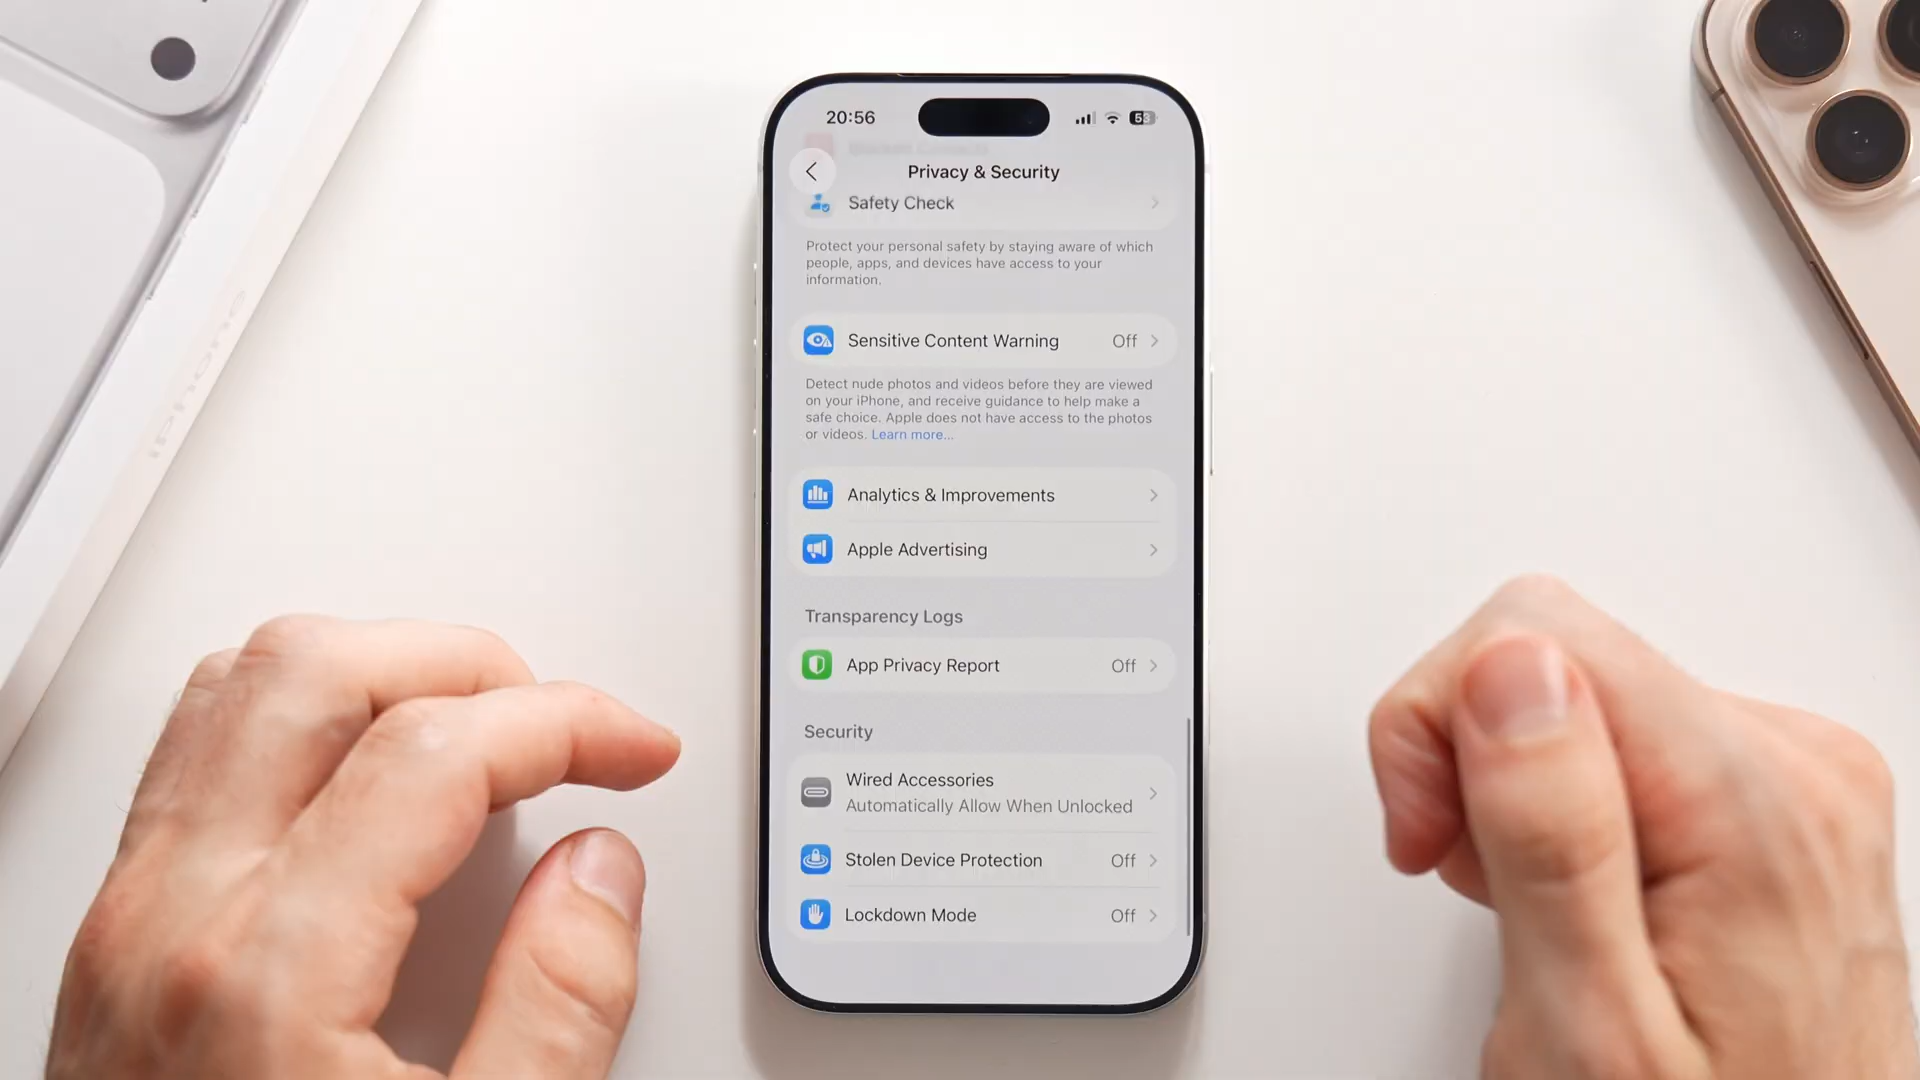 20:56
53
Privacy & Security
Safety Check
Protect your personal safety by staying aware of which
people, apps, and devices have access to your
information.
Sensitive Content Warning Off
Detect nude photos and videos before they are viewed
on your iPhone, and receive guidance to help make a
safe choice. Apple does not have access to the photos
or videos. Learn more...
Analytics & Improvements
Apple Advertising
Transparency Logs
App Privacy Report Off
Security
Wired Accessories
Automatically Allow When Unlocked
Stolen Device Protection Off
Lockdown Mode Off
iPhone